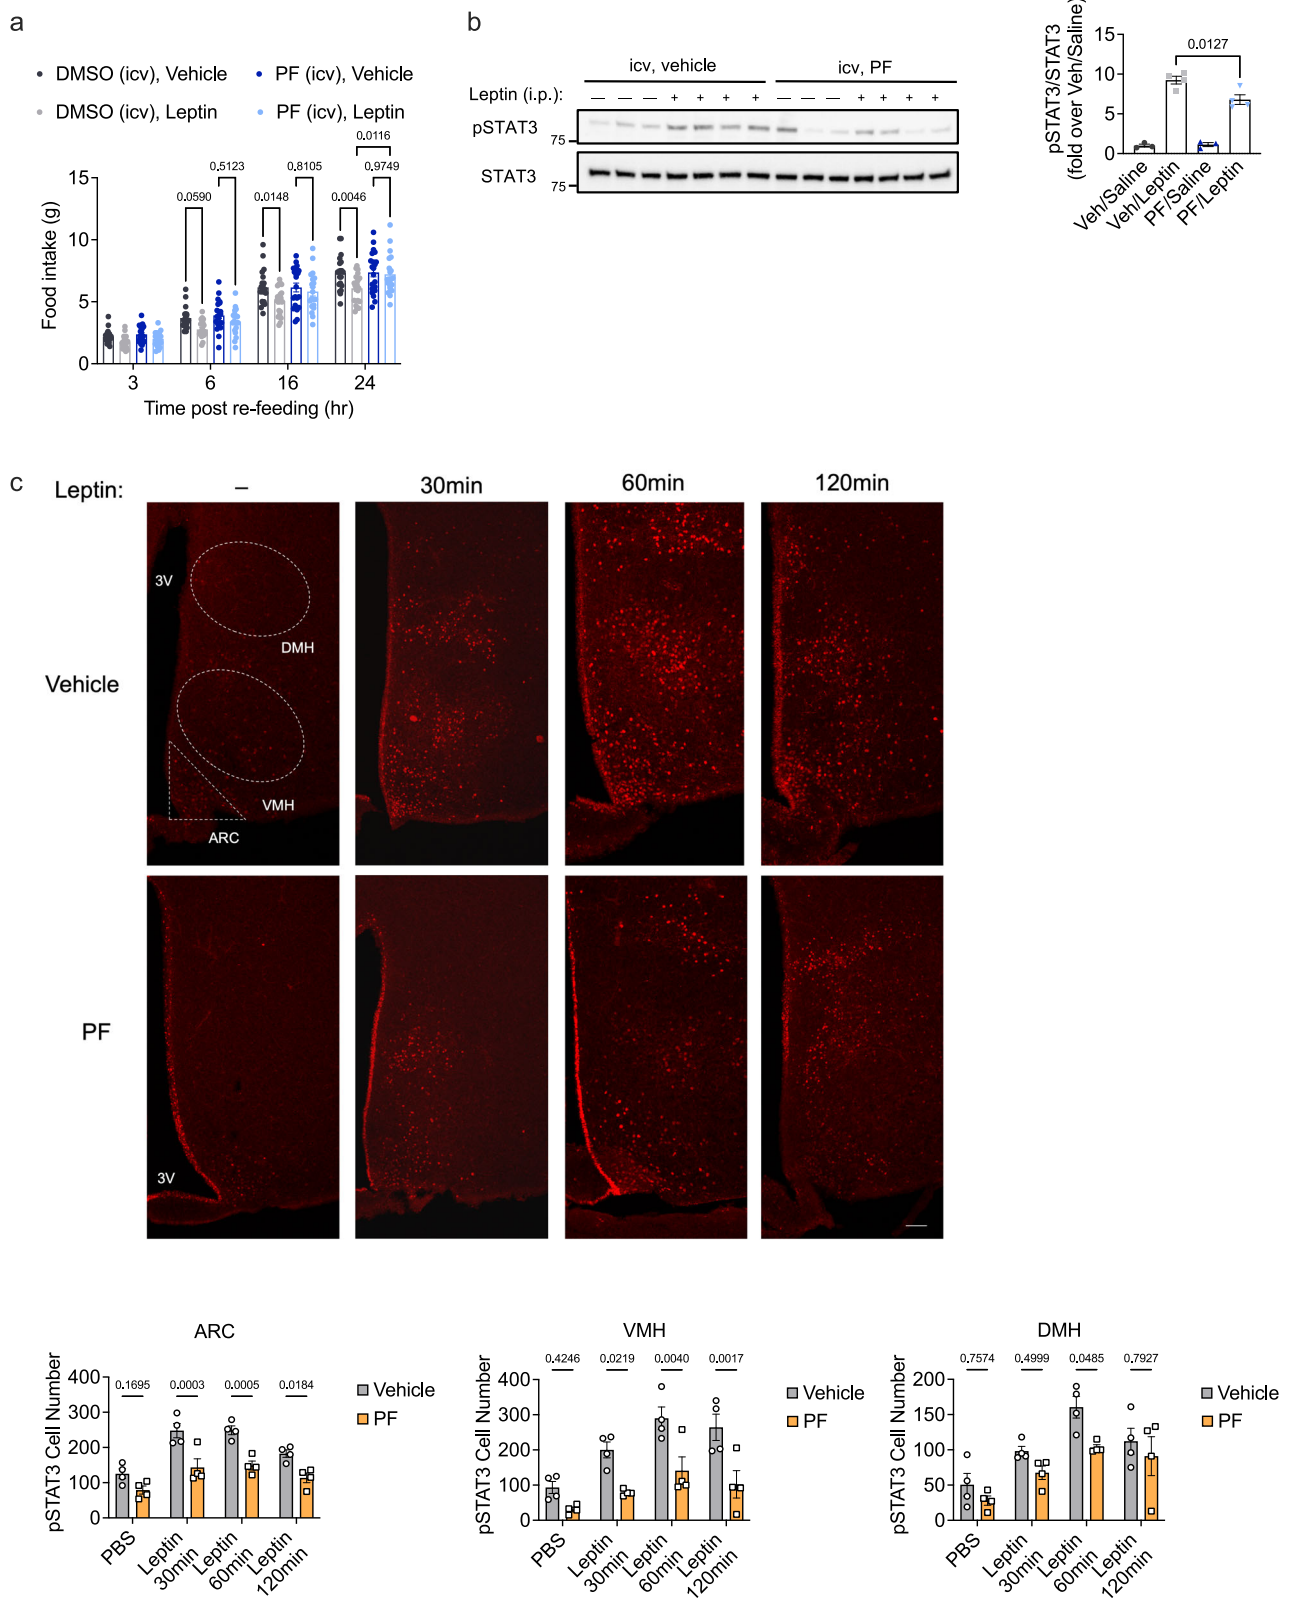 a
DMSO (icv), Vehicle
PF (icv), Vehicle
DMSO (icv), Leptin
PF (icv), Leptin
0.0116
0.5123
0.8105
0.9749
0.0590
0.0148
0.0046
15
10
5
0
Food intake (g)
3
6
16
24
Time post re-feeding (hr)
b
icv, vehicle
icv, PF
Leptin (i.p.):
— — — + + + + — — — + + + +
pSTAT3
75
STAT3
75
pSTAT3/STAT3
(fold over Veh/Saline)
15
10
5
0
0.0127
Veh/Saline
Veh/Leptin
PF/Saline
PF/Leptin
c
Leptin:
–
30min
60min
120min
Vehicle
3V
DMH
VMH
ARC
PF
3V
ARC
pSTAT3 Cell Number
400
300
200
100
0
0.1695
0.0003
0.0005
0.0184
Vehicle
PF
PBS
Leptin
30min
Leptin
60min
Leptin
120min
VMH
pSTAT3 Cell Number
400
300
200
100
0
0.4246
0.0219
0.0040
0.0017
Vehicle
PF
PBS
Leptin
30min
Leptin
60min
Leptin
120min
DMH
pSTAT3 Cell Number
200
150
100
50
0
0.7574
0.4999
0.0485
0.7927
Vehicle
PF
PBS
Leptin
30min
Leptin
60min
Leptin
120min